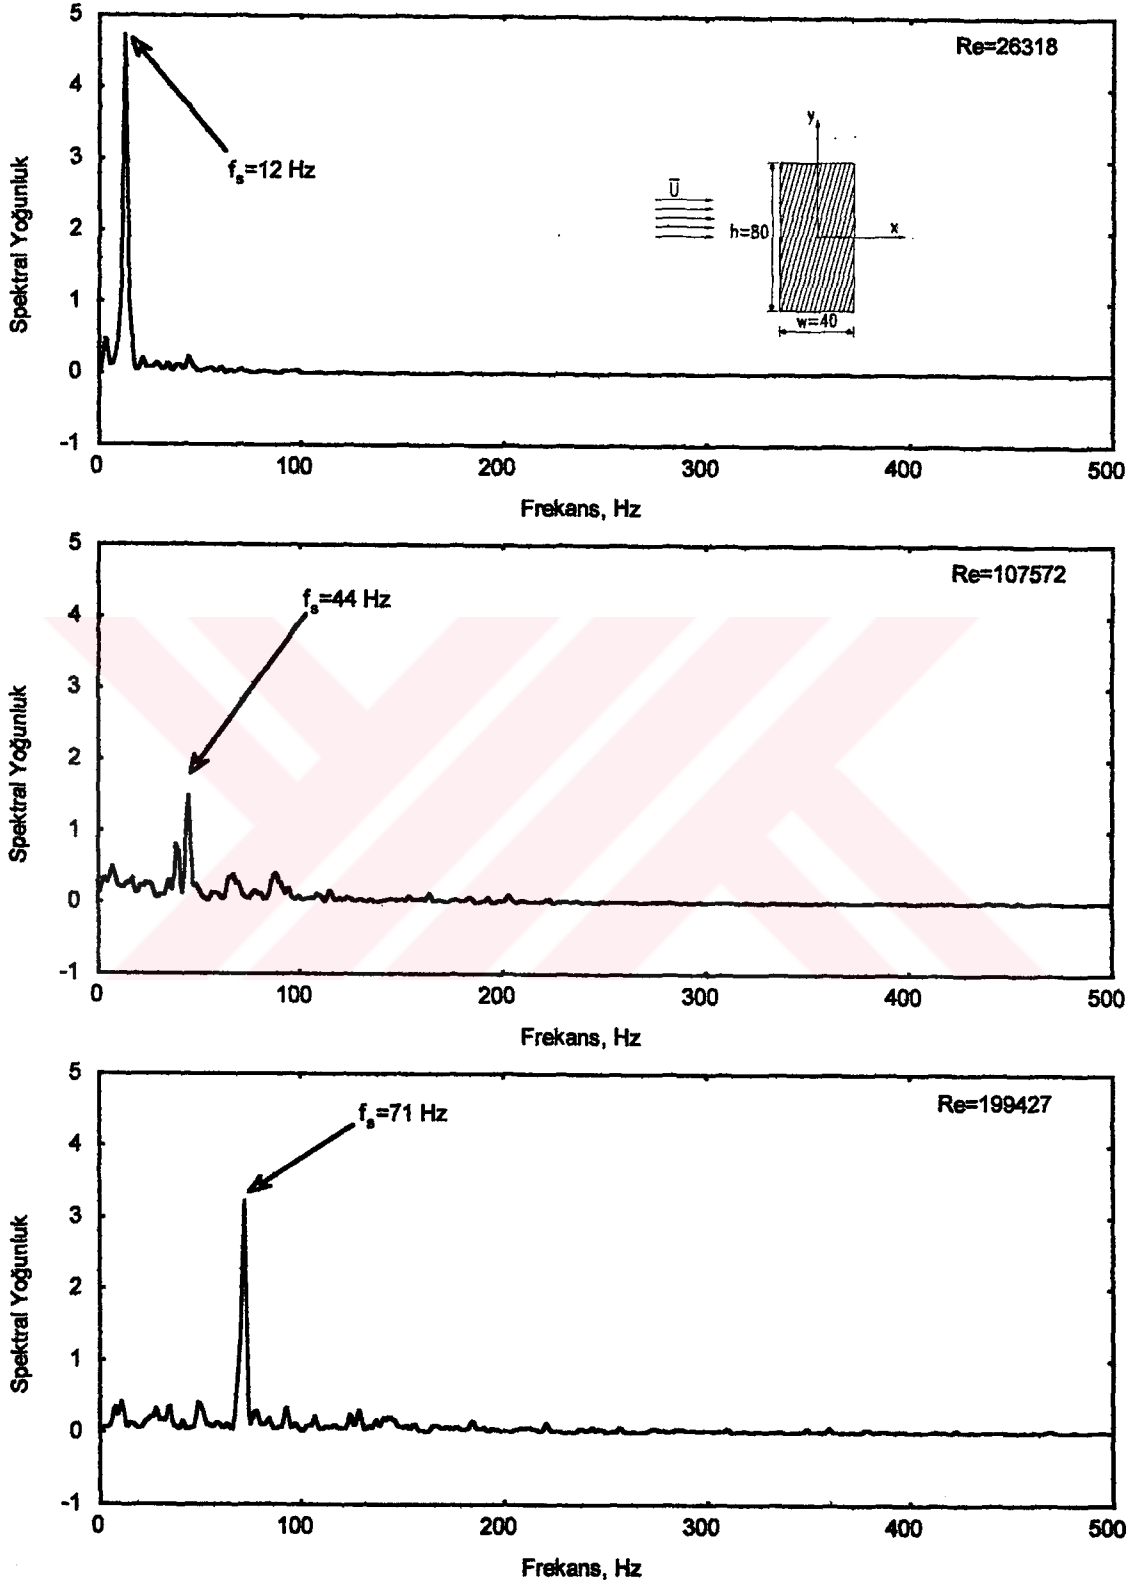 5
4
3
2
1
0
-1
Spektral Yoğunluk
Re=26318
fs=12 Hz
y
U̅
h=80
x
w=40
0 100 200 300 400 500
Frekans, Hz
5
4
3
2
1
0
-1
Spektral Yoğunluk
Re=107572
fs=44 Hz
0 100 200 300 400 500
Frekans, Hz
5
4
3
2
1
0
-1
Spektral Yoğunluk
Re=199427
fs=71 Hz
0 100 200 300 400 500
Frekans, Hz